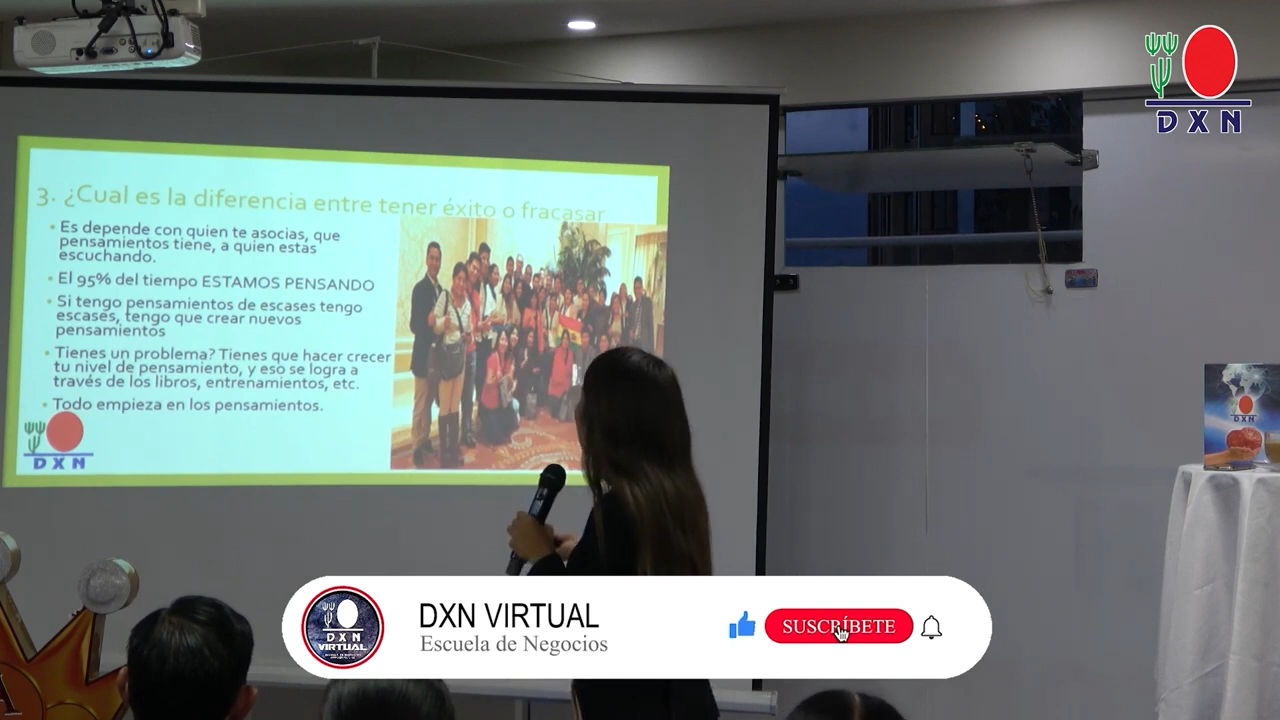 DXN
3. ¿Cual es la diferencia entre tener éxito o fracasar
• Es depende con quien te asocias, que
pensamientos tiene, a quien estas
escuchando.
• El 95% del tiempo ESTAMOS PENSANDO
• Si tengo pensamientos de escases tengo
escases, tengo que crear nuevos
pensamientos
• Tienes un problema? Tienes que hacer crecer
tu nivel de pensamiento, y eso se logra a
través de los libros, entrenamientos, etc.
• Todo empieza en los pensamientos.
DXN
DXN
A
DXN
VIRTUAL
DXN VIRTUAL
Escuela de Negocios
SUSCRÍBETE